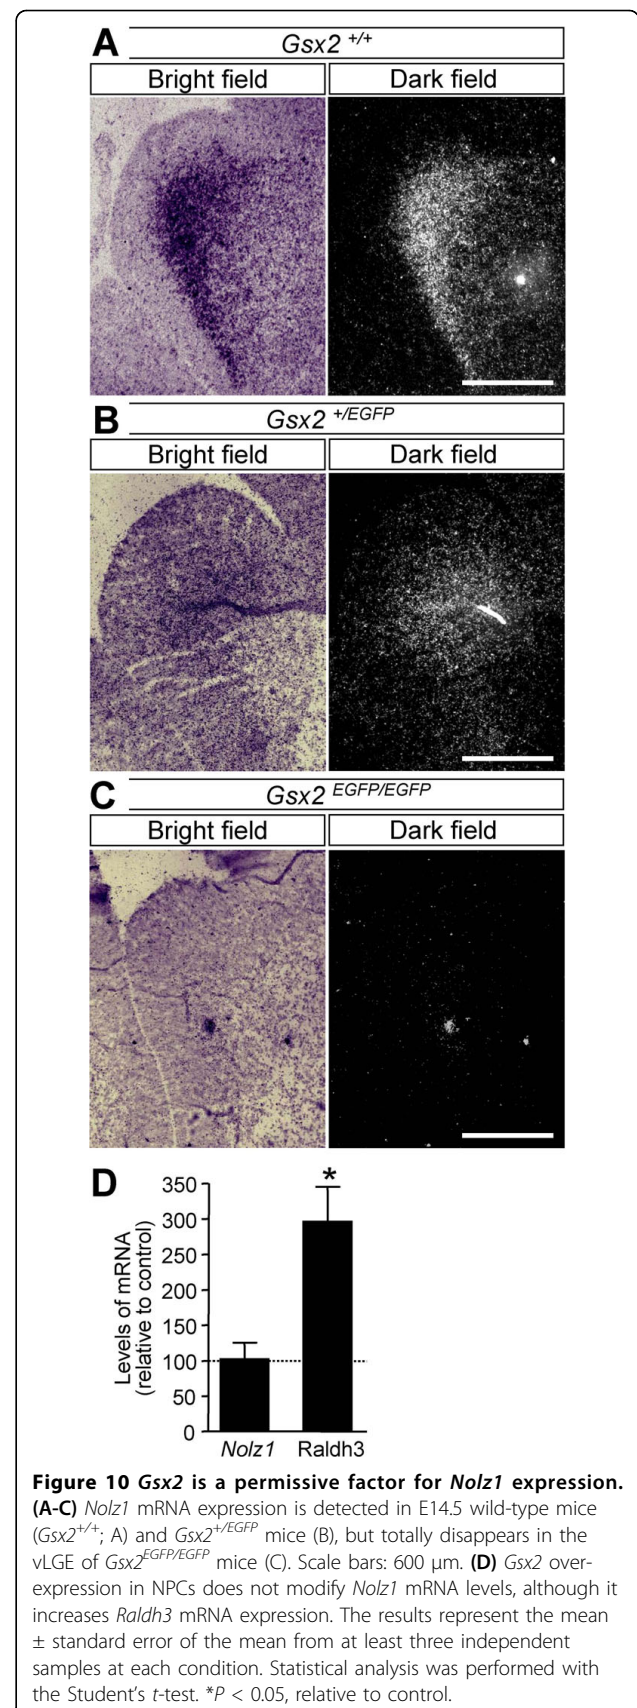 A Gsx2 +/+
Bright field Dark field
B Gsx2 +/EGFP
Bright field Dark field
C Gsx2 EGFP/EGFP
Bright field Dark field
D
Levels of mRNA
(relative to control)
350
300
250
200
150
100
50
0
*
Nolz1 Raldh3
Figure 10 Gsx2 is a permissive factor for Nolz1 expression.
(A-C) Nolz1 mRNA expression is detected in E14.5 wild-type mice
(Gsx2+/+; A) and Gsx2+/EGFP mice (B), but totally disappears in the
vLGE of Gsx2EGFP/EGFP mice (C). Scale bars: 600 μm. (D) Gsx2 over-
expression in NPCs does not modify Nolz1 mRNA levels, although it
increases Raldh3 mRNA expression. The results represent the mean
± standard error of the mean from at least three independent
samples at each condition. Statistical analysis was performed with
the Student's t-test. *P < 0.05, relative to control.